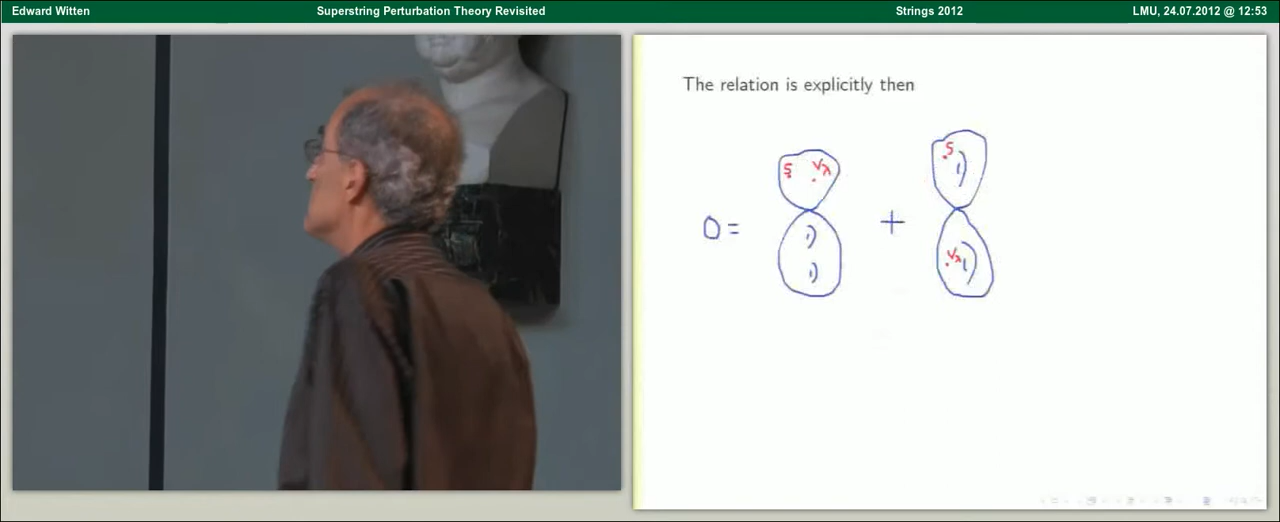 Edward Witten
Superstring Perturbation Theory Revisited
Strings 2012
LMU, 24.07.2012 @ 12:53
The relation is explicitly then
0 =
+